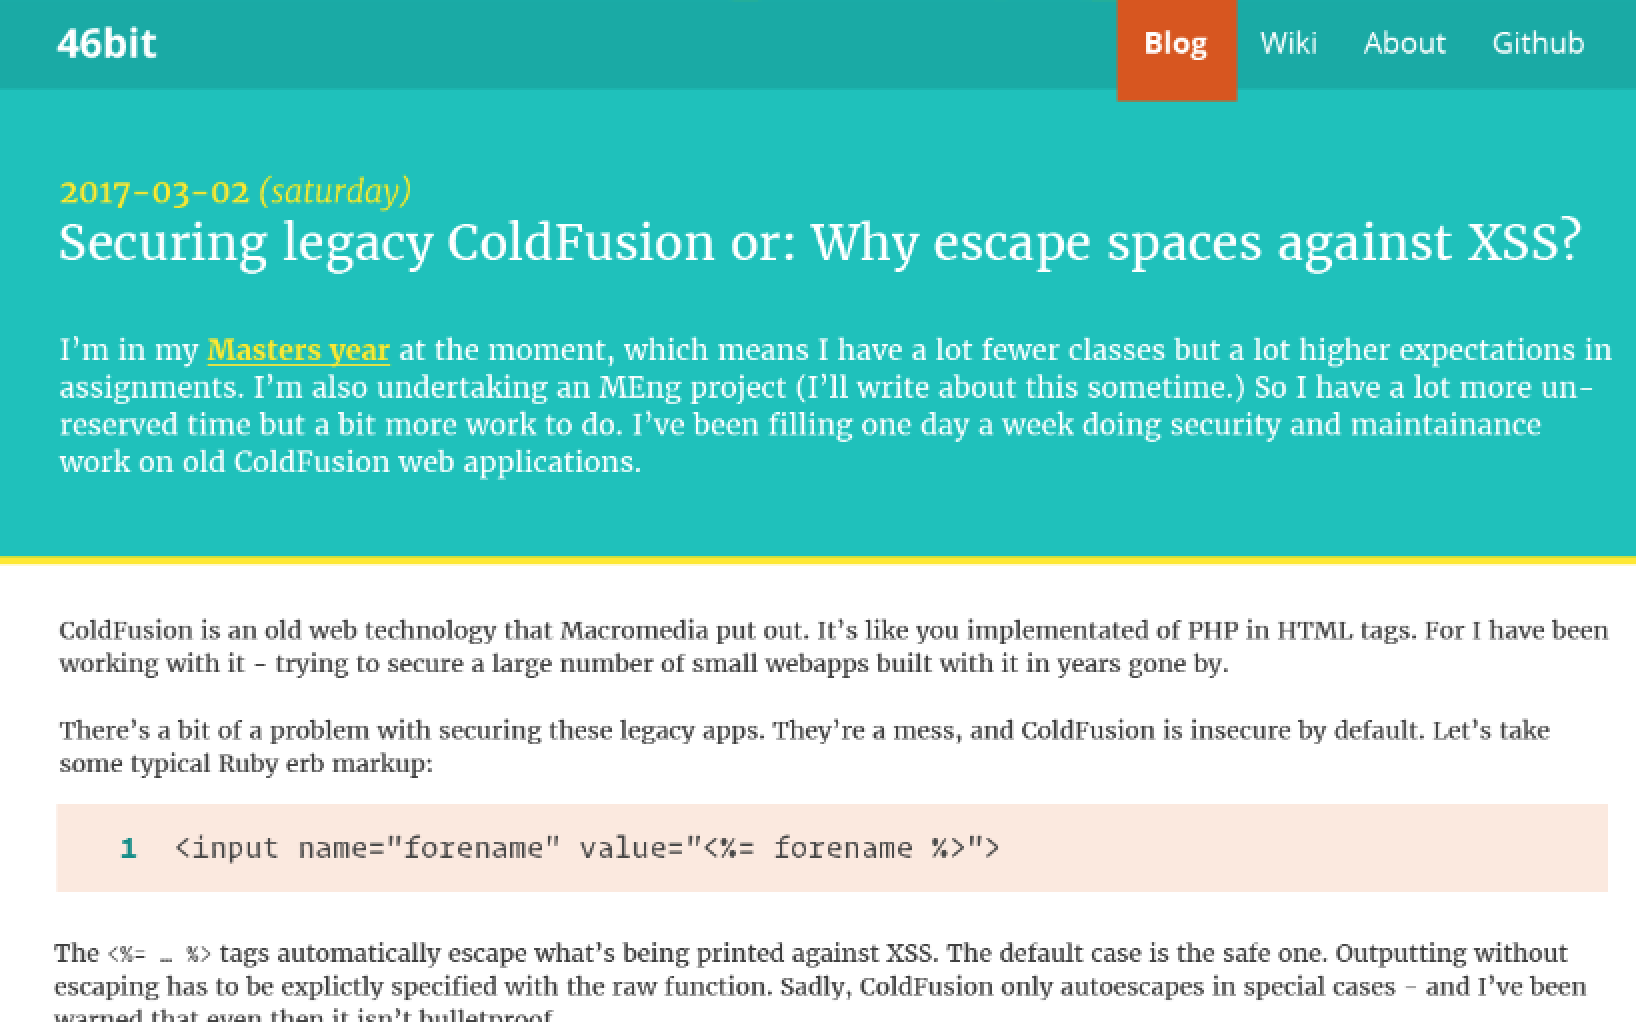 46bit
Blog Wiki About Github
2017-03-02 (saturday)
Securing legacy ColdFusion or: Why escape spaces against XSS?
I’m in my Masters year at the moment, which means I have a lot fewer classes but a lot higher expectations in
assignments. I’m also undertaking an MEng project (I’ll write about this sometime.) So I have a lot more un-
reserved time but a bit more work to do. I’ve been filling one day a week doing security and maintainance
work on old ColdFusion web applications.
ColdFusion is an old web technology that Macromedia put out. It’s like you implementated of PHP in HTML tags. For I have been
working with it - trying to secure a large number of small webapps built with it in years gone by.
There’s a bit of a problem with securing these legacy apps. They’re a mess, and ColdFusion is insecure by default. Let’s take
some typical Ruby erb markup:
1 <input name="forename" value="<%= forename %>">
The <%= … %> tags automatically escape what’s being printed against XSS. The default case is the safe one. Outputting without
escaping has to be explictly specified with the raw function. Sadly, ColdFusion only autoescapes in special cases - and I’ve been
warned that even then it isn’t bulletproof.